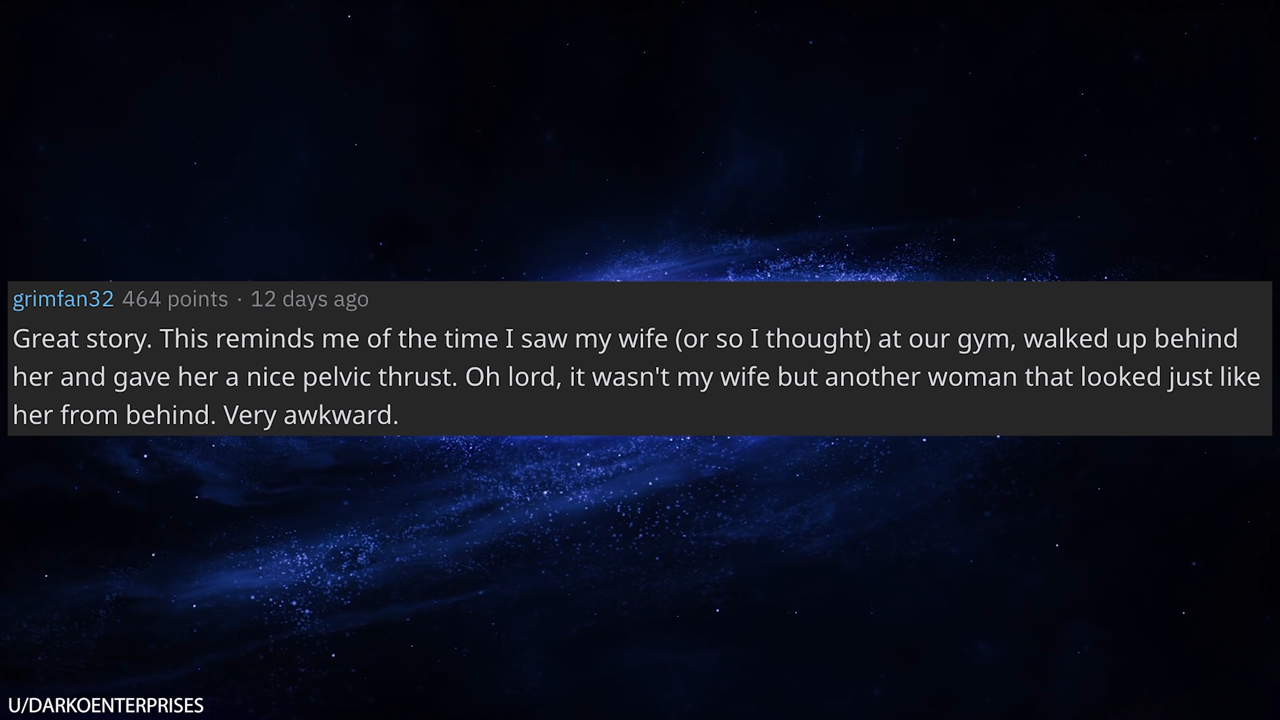 grimfan32 464 points · 12 days ago
Great story. This reminds me of the time I saw my wife (or so I thought) at our gym, walked up behind
her and gave her a nice pelvic thrust. Oh lord, it wasn't my wife but another woman that looked just like
her from behind. Very awkward.
U/DARKOENTERPRISES